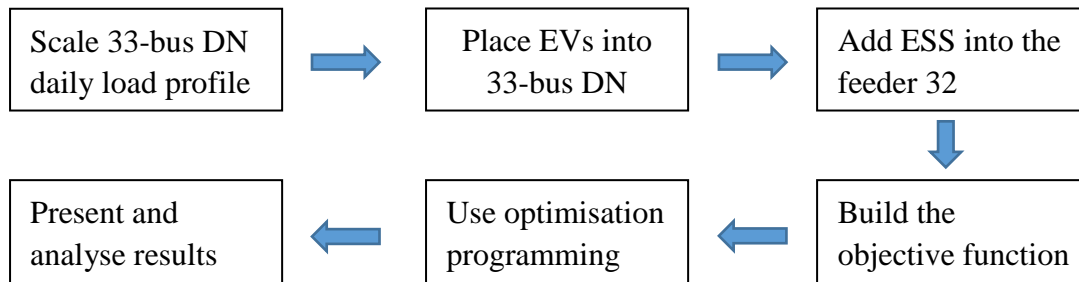 Scale 33-bus DN
daily load profile
Place EVs into
33-bus DN
Add ESS into the
feeder 32
Build the
objective function
Use optimisation
programming
Present and
analyse results